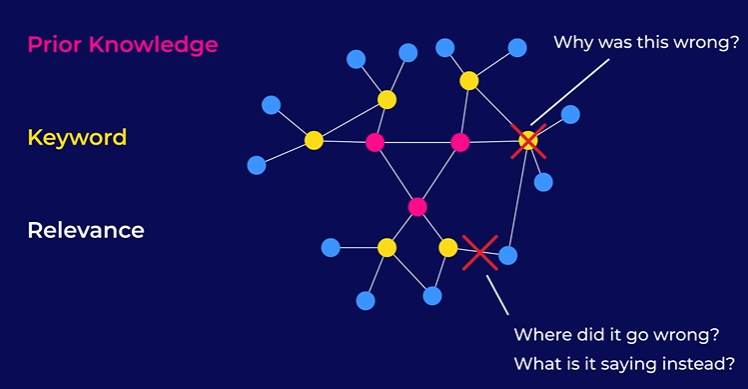 Prior Knowledge
Why was this wrong?
Keyword
Relevance
Where did it go wrong?
What is it saying instead?